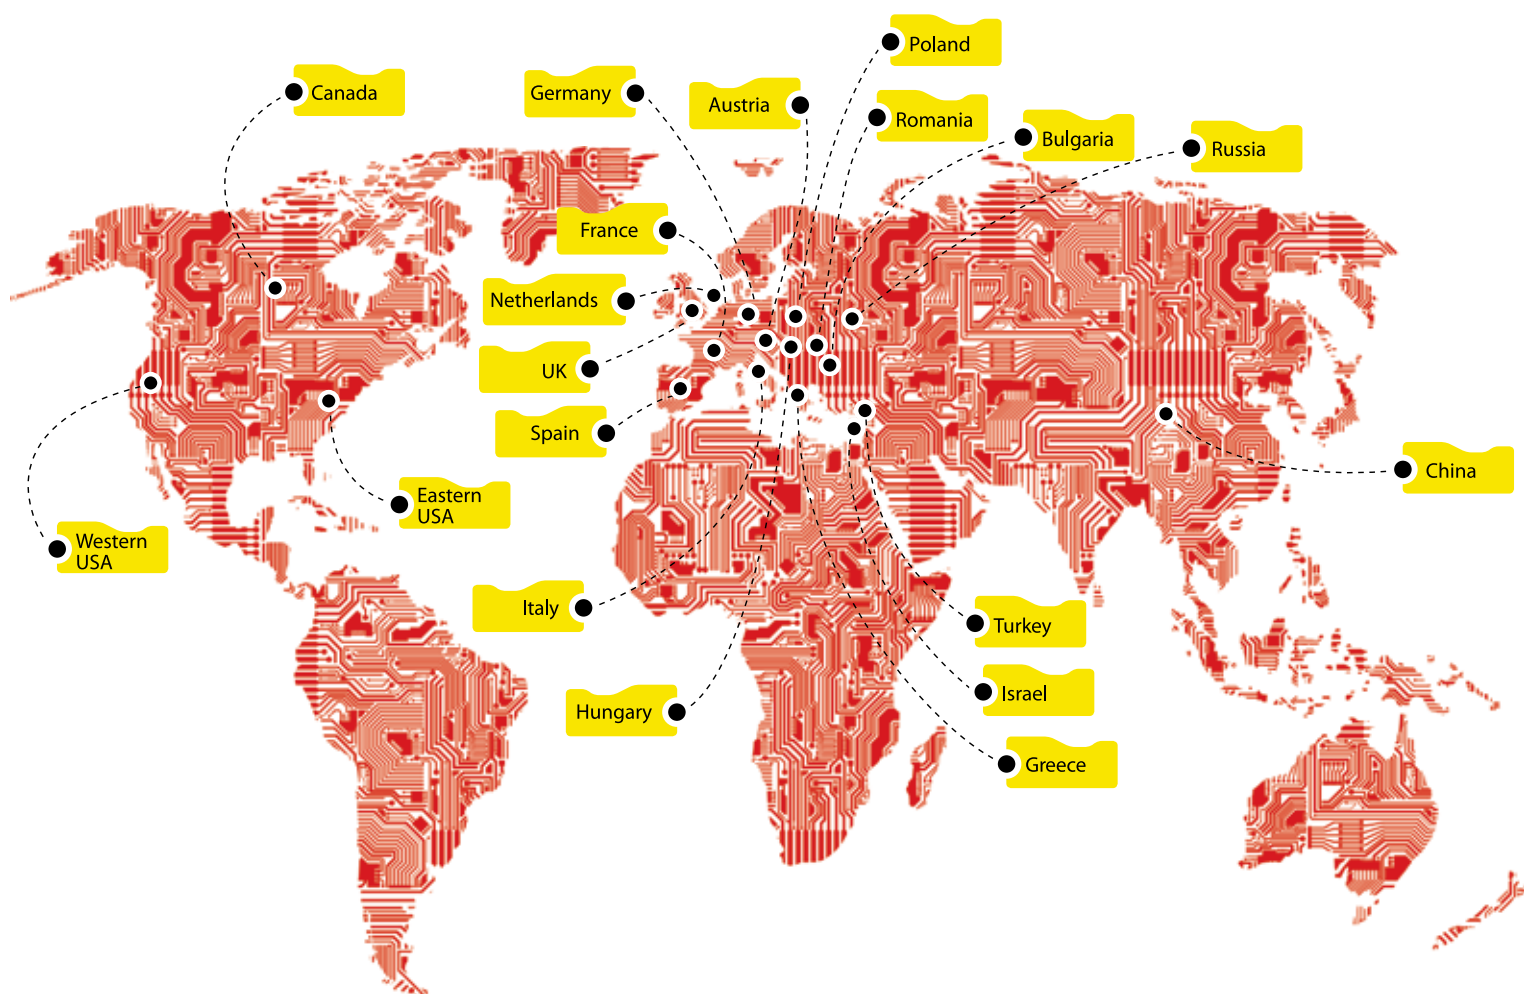 Poland
Canada
Germany
Austria
Romania
Bulgaria
Russia
France
Netherlands
UK
Spain
China
Eastern
USA
Western
USA
Italy
Turkey
Israel
Hungary
Greece